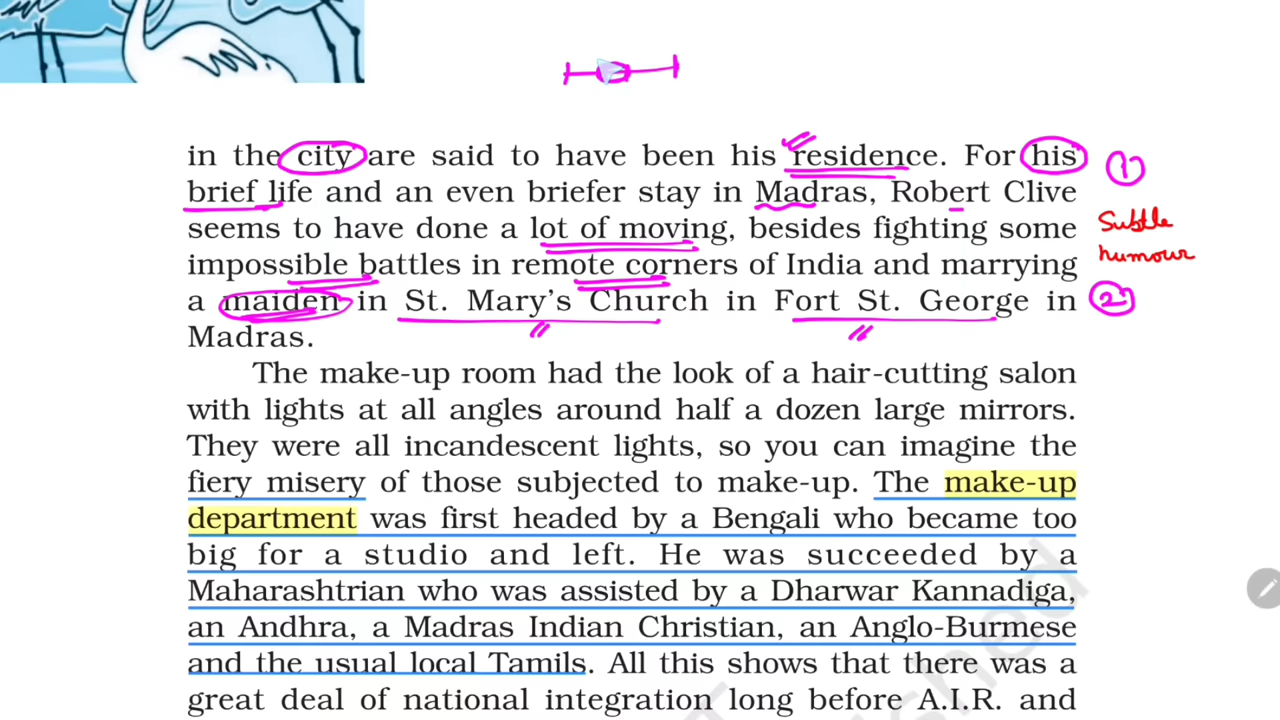 in the city are said to have been his residence. For his
brief life and an even briefer stay in Madras, Robert Clive
seems to have done a lot of moving, besides fighting some
impossible battles in remote corners of India and marrying
a maiden in St. Mary's Church in Fort St. George in
Madras.
1
Subtle
humour
2
The make-up room had the look of a hair-cutting salon
with lights at all angles around half a dozen large mirrors.
They were all incandescent lights, so you can imagine the
fiery misery of those subjected to make-up. The make-up
department was first headed by a Bengali who became too
big for a studio and left. He was succeeded by a
Maharashtrian who was assisted by a Dharwar Kannadiga,
an Andhra, a Madras Indian Christian, an Anglo-Burmese
and the usual local Tamils. All this shows that there was a
great deal of national integration long before A.I.R. and